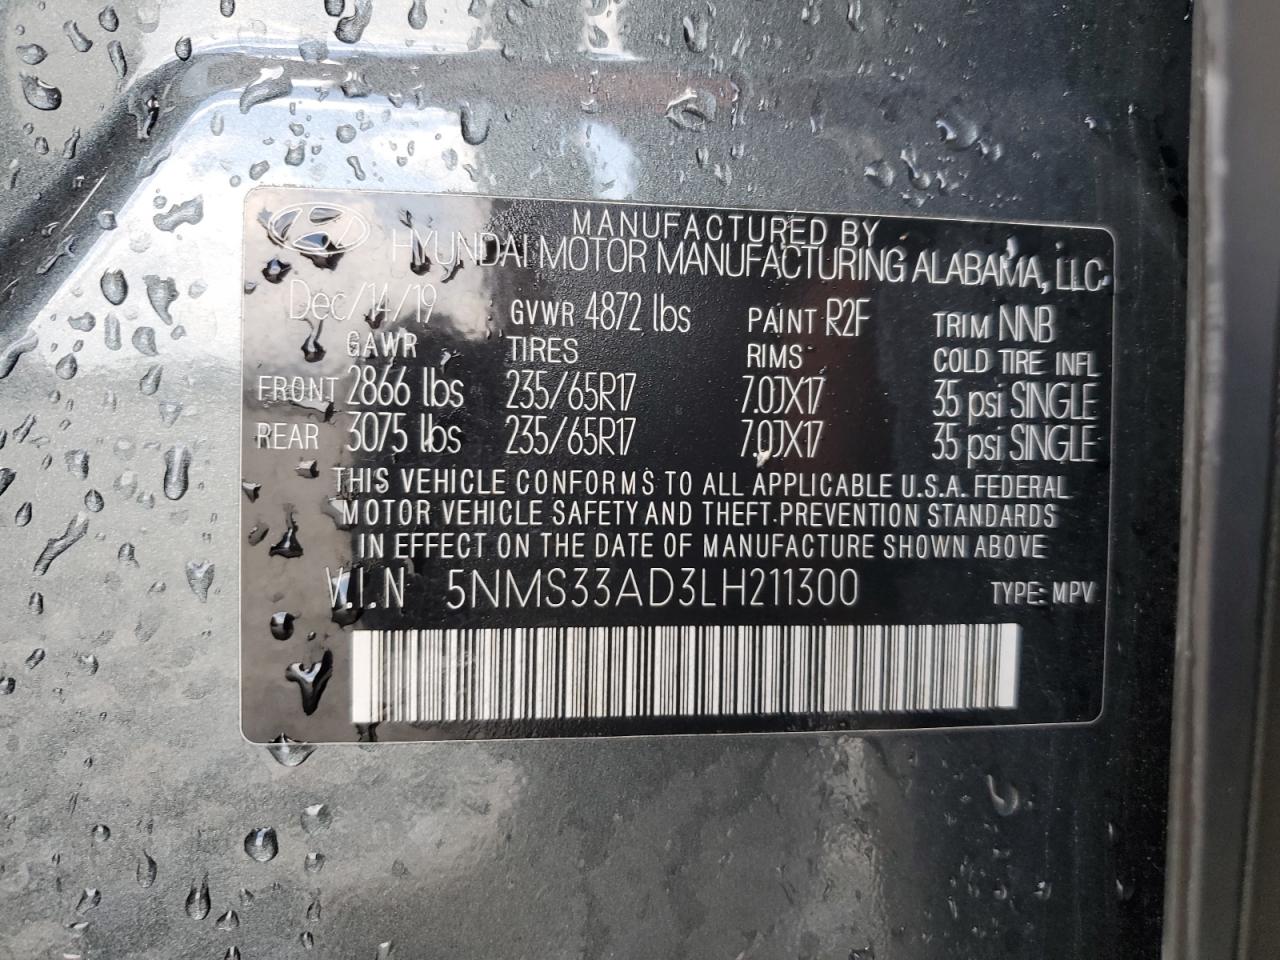 MANUFACTURED BY
HYUNDAI MOTOR MANUFACTURING ALABAMA, LLC
Dec/14/19 GVWR 4872 lbs PAINT R2F TRIM NNB
GAWR TIRES RIMS COLD TIRE INFL
FRONT 2866 lbs 235/65R17 7.0JX17 35 psi SINGLE
REAR 3075 lbs 235/65R17 7.0JX17 35 psi SINGLE
THIS VEHICLE CONFORMS TO ALL APPLICABLE U.S.A. FEDERAL
MOTOR VEHICLE SAFETY AND THEFT PREVENTION STANDARDS
IN EFFECT ON THE DATE OF MANUFACTURE SHOWN ABOVE
V.I.N 5NMS33AD3LH211300 TYPE: MPV